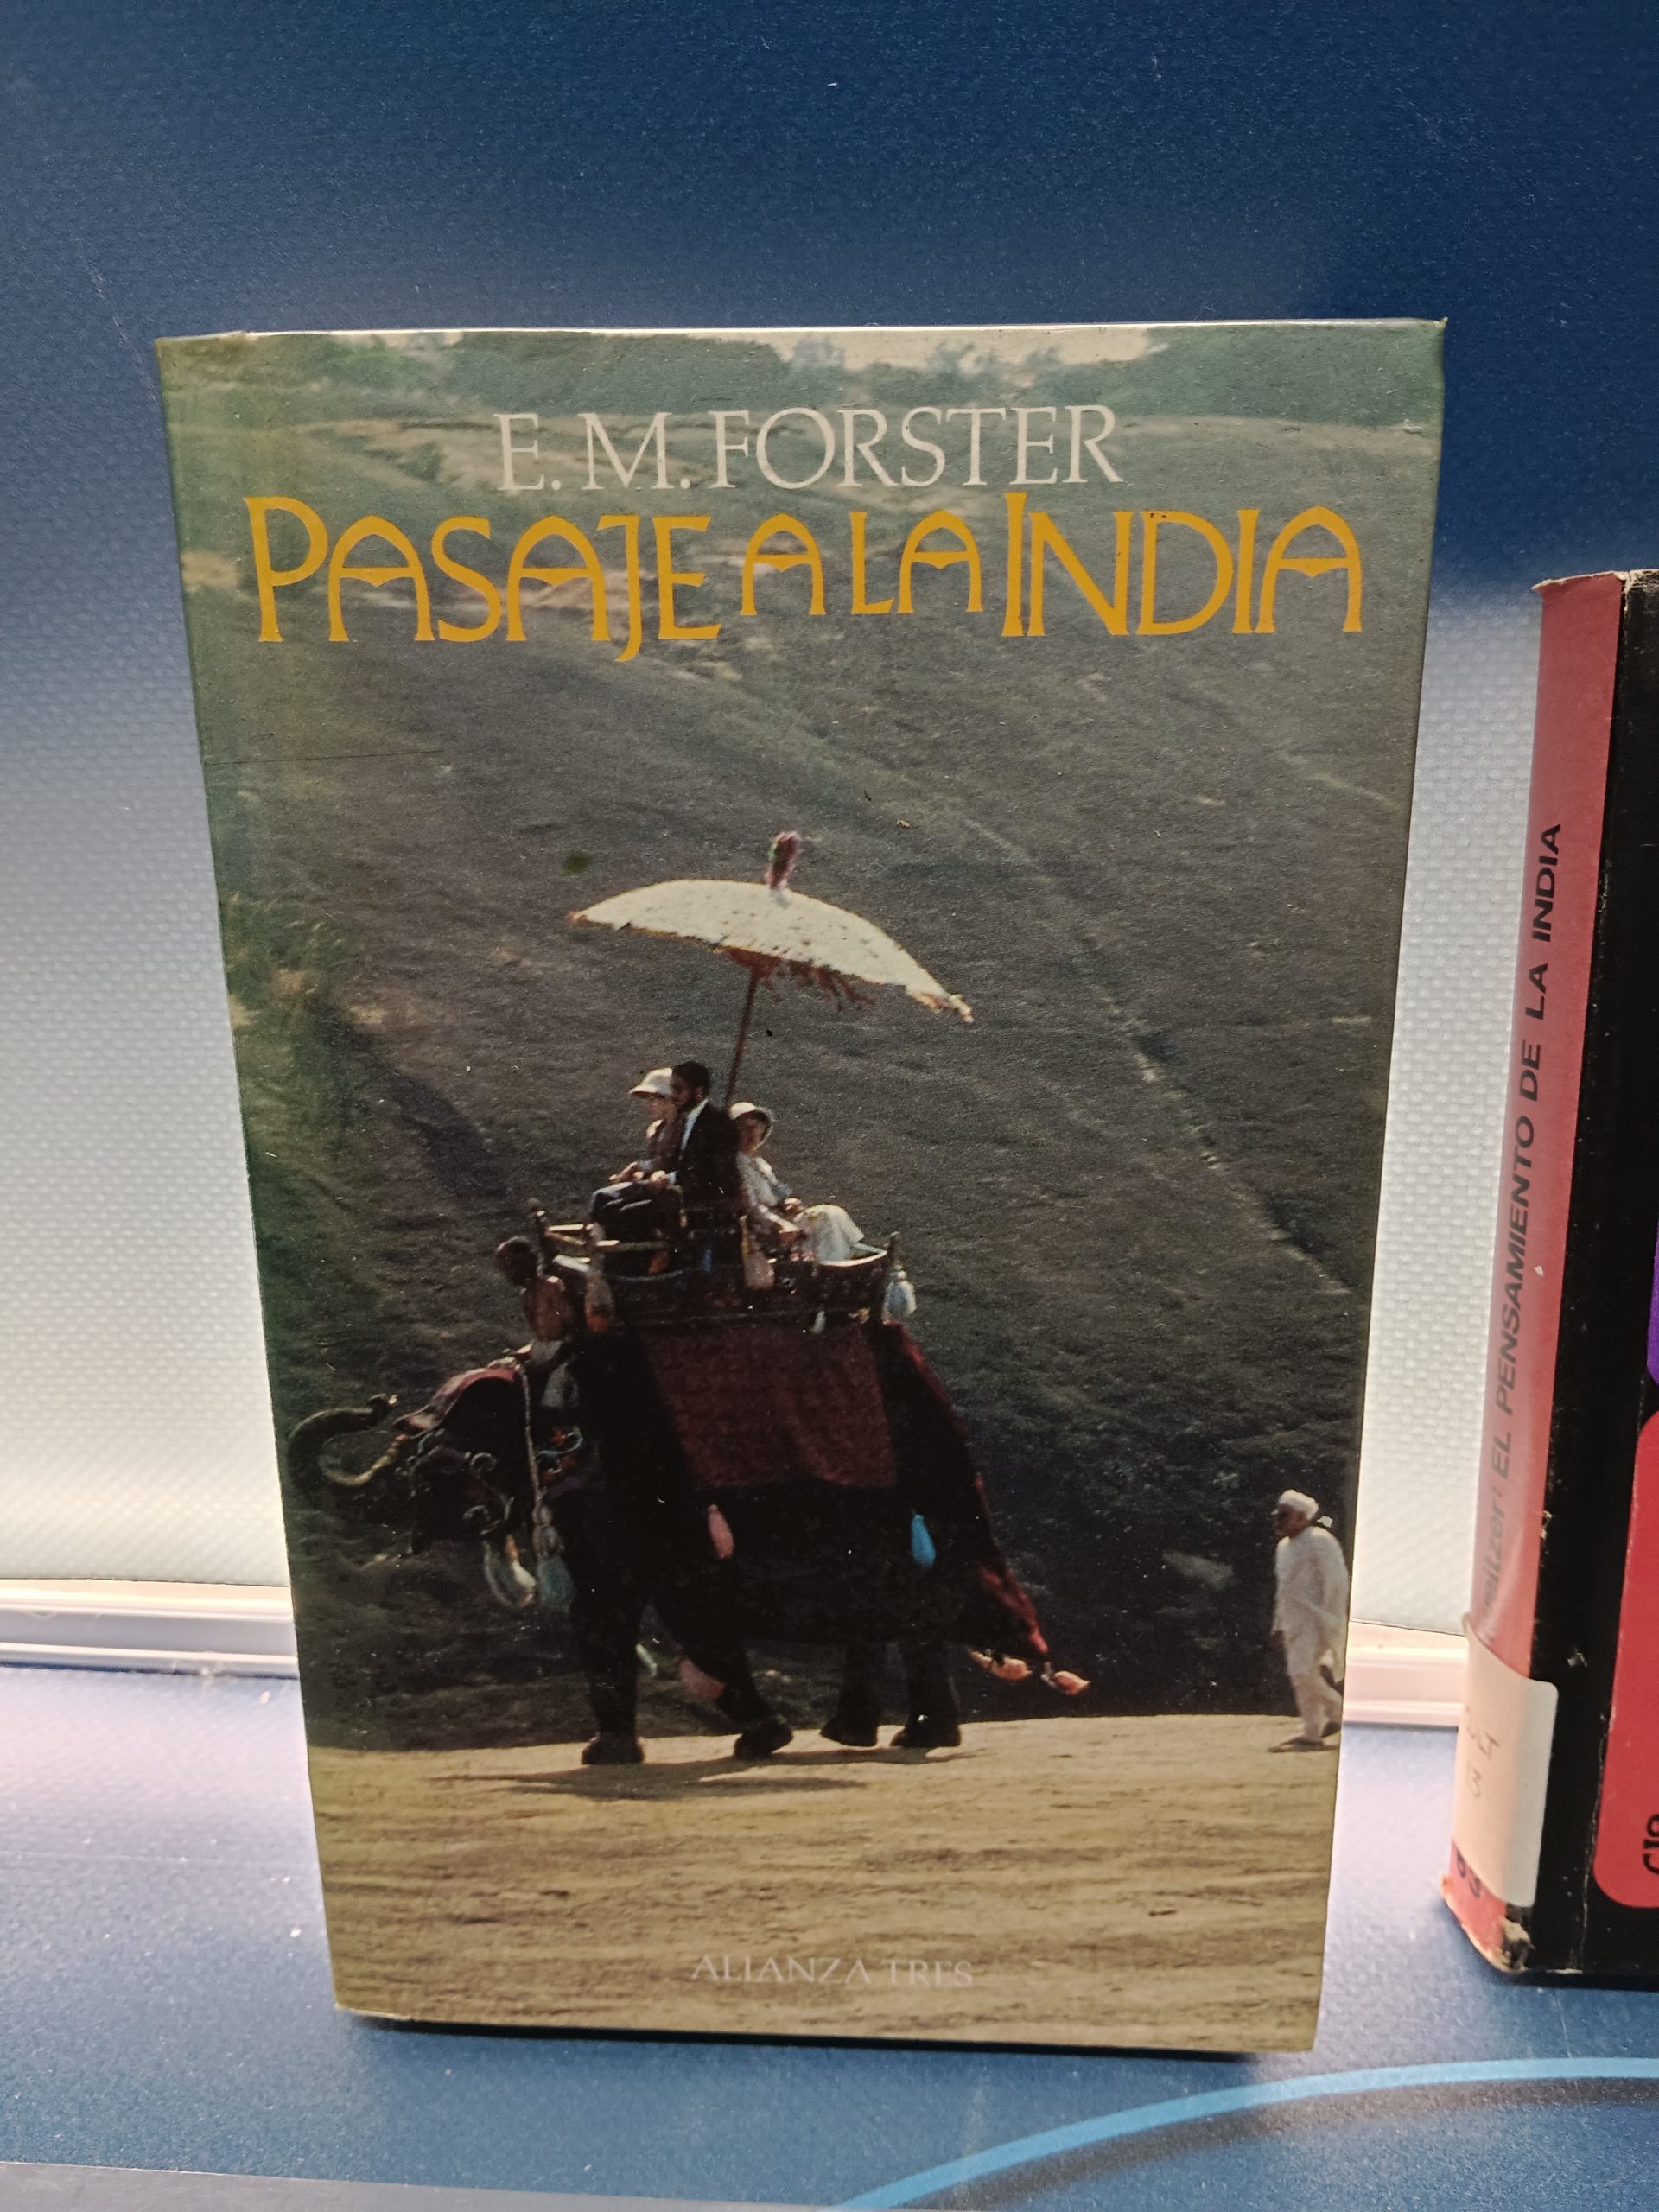 E. M. FORSTER
PASAJE A LA INDIA
ALIANZA TRES
EL PENSAMIENTO DE LA INDIA